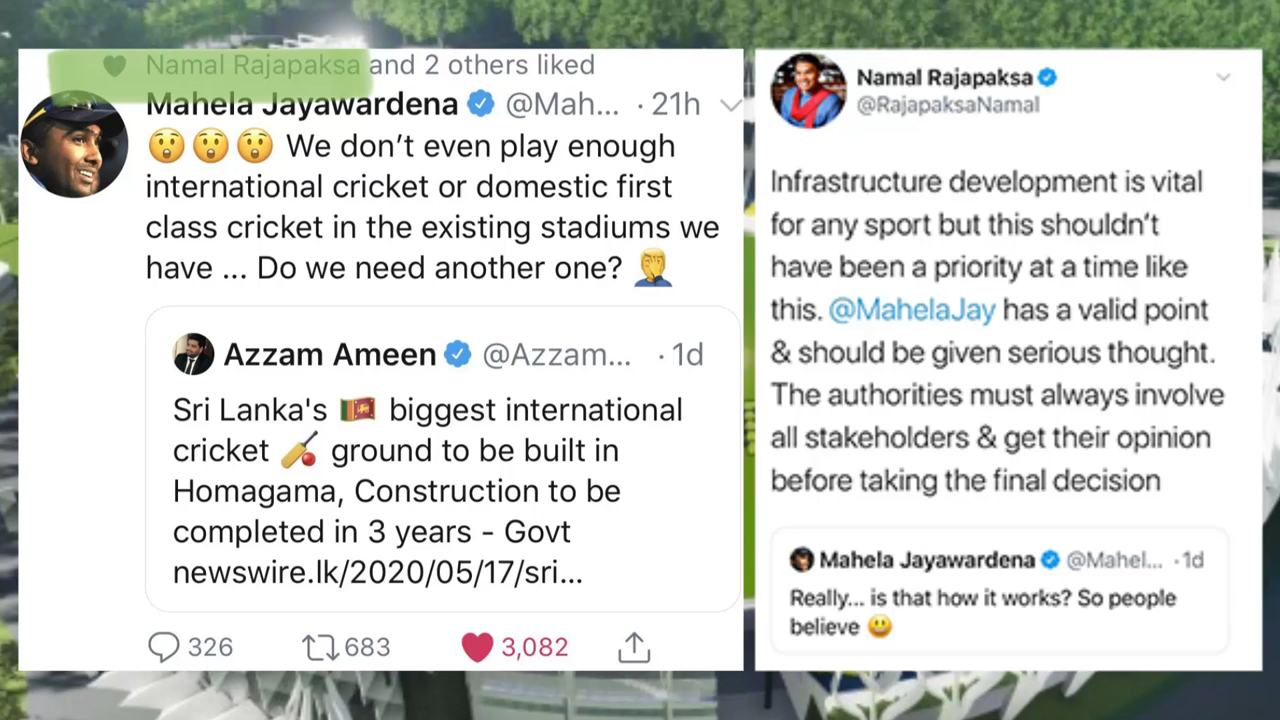 Namal Rajapaksa and 2 others liked
Mahela Jayawardena @Mah... · 21h
😲😲😲 We don't even play enough
international cricket or domestic first
class cricket in the existing stadiums we
have ... Do we need another one? 🤦
Azzam Ameen @Azzam... · 1d
Sri Lanka's 🇱🇰 biggest international
cricket 🏏 ground to be built in
Homagama, Construction to be
completed in 3 years - Govt
newswire.lk/2020/05/17/sri...
326 683 3,082
Namal Rajapaksa
@RajapaksaNamal
Infrastructure development is vital
for any sport but this shouldn't
have been a priority at a time like
this. @MahelaJay has a valid point
& should be given serious thought.
The authorities must always involve
all stakeholders & get their opinion
before taking the final decision
Mahela Jayawardena @Mahel... · 1d
Really... is that how it works? So people
believe 😀